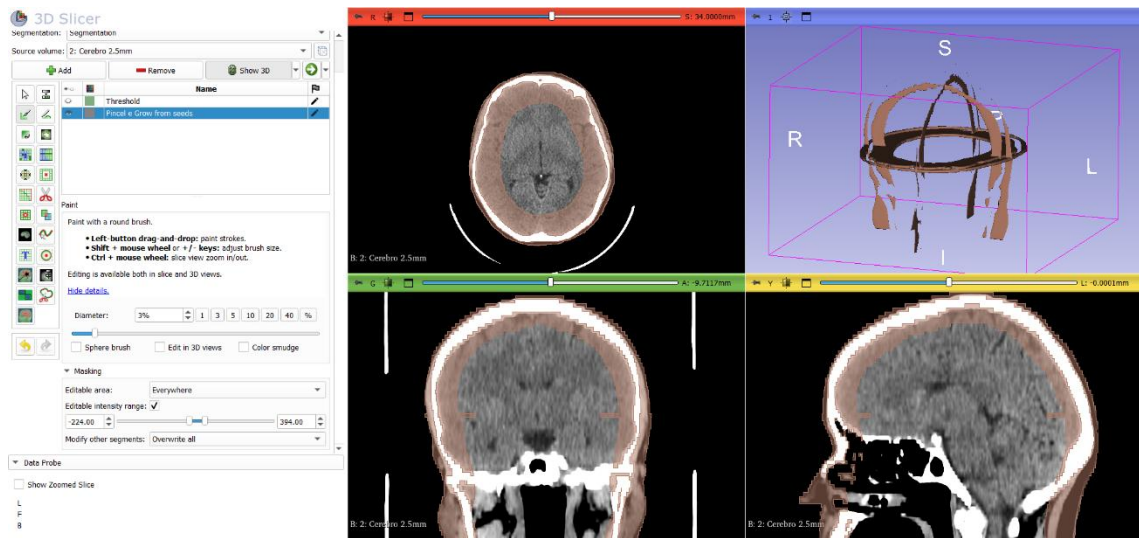 3D Slicer
Segmentation: Segmentation
Source volume: 2: Cerebro 2.5mm
Add
Remove
Show 3D
Name
Threshold
Pincel e Grow from seeds
Paint
Paint with a round brush.
• Left-button drag-and-drop: paint strokes.
• Shift + mouse wheel or +/- keys: adjust brush size.
• Ctrl + mouse wheel: slice view zoom in/out.
Editing is available both in slice and 3D views.
Hide details.
Diameter: 3% 1 3 5 10 20 40 %
Sphere brush Edit in 3D views Color smudge
Masking
Editable area: Everywhere
Editable intensity range:
-224.00 394.00
Modify other segments: Overwrite all
Data Probe
Show Zoomed Slice
L
F
B
R S: 34.0000mm
B: 2: Cerebro 2.5mm
1
S
P
R
L
I
G A: -9.7117mm
B: 2: Cerebro 2.5mm
Y L: -0.0001mm
B: 2: Cerebro 2.5mm